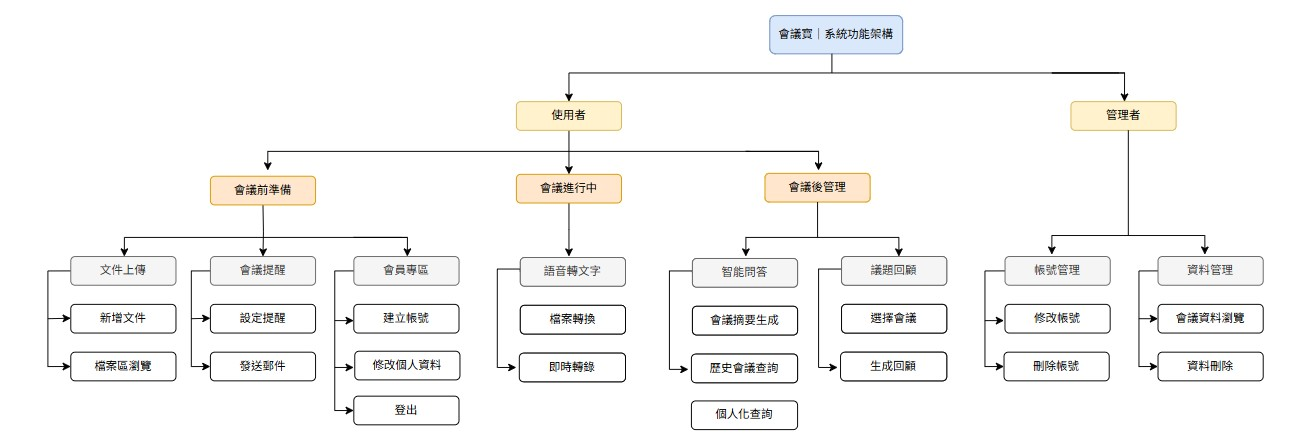 會議寶｜系統功能架構
使用者
管理者
會議前準備
會議進行中
會議後管理
文件上傳
會議提醒
會員專區
語音轉文字
智能問答
議題回顧
帳號管理
資料管理
新增文件
設定提醒
建立帳號
檔案轉換
會議摘要生成
選擇會議
修改帳號
會議資料瀏覽
檔案區瀏覽
發送郵件
修改個人資料
即時轉錄
歷史會議查詢
生成回顧
刪除帳號
資料刪除
登出
個人化查詢